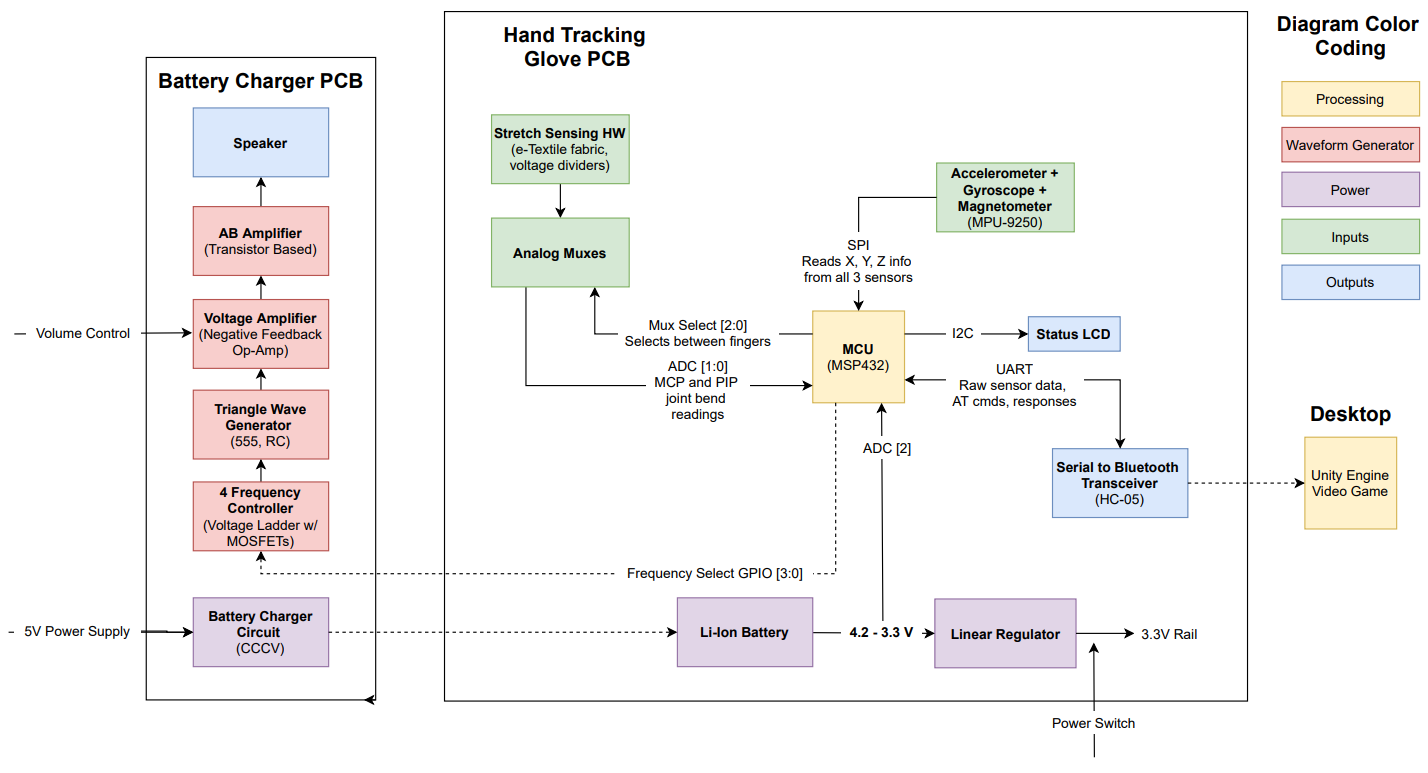 Battery Charger PCB
Speaker
AB Amplifier
(Transistor Based)
Volume Control
Voltage Amplifier
(Negative Feedback
Op-Amp)
Triangle Wave
Generator
(555, RC)
4 Frequency
Controller
(Voltage Ladder w/
MOSFETs)
5V Power Supply
Battery Charger
Circuit
(CCCV)
Hand Tracking
Glove PCB
Stretch Sensing HW
(e-Textile fabric,
voltage dividers)
Analog Muxes
Accelerometer +
Gyroscope +
Magnetometer
(MPU-9250)
SPI
Reads X, Y, Z info
from all 3 sensors
Mux Select [2:0]
Selects between fingers
MCU
(MSP432)
I2C
Status LCD
ADC [1:0]
MCP and PIP
joint bend
readings
UART
Raw sensor data,
AT cmds, responses
ADC [2]
Serial to Bluetooth
Transceiver
(HC-05)
Frequency Select GPIO [3:0]
Li-Ion Battery
4.2 - 3.3 V
Linear Regulator
3.3V Rail
Power Switch
Diagram Color
Coding
Processing
Waveform Generator
Power
Inputs
Outputs
Desktop
Unity Engine
Video Game